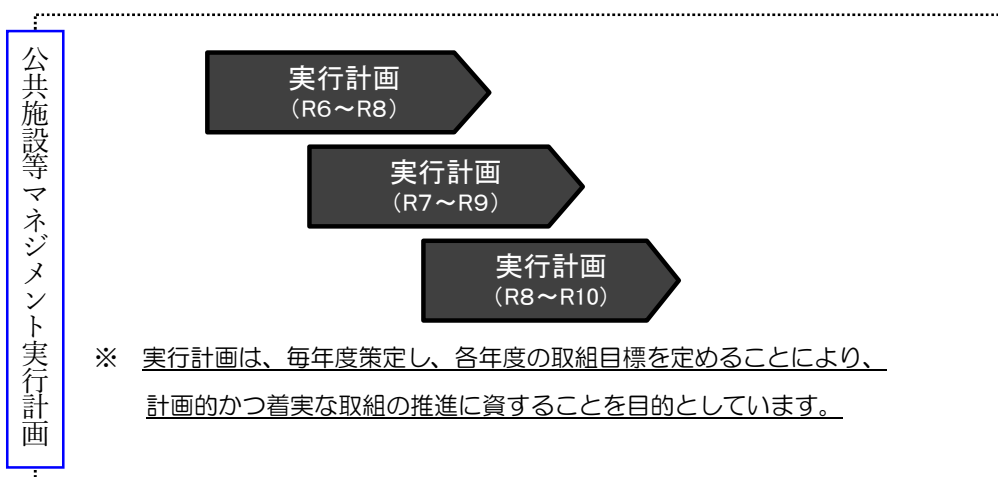 公共施設等マネジメント実行計画
実行計画
（R6～R8）
実行計画
（R7～R9）
実行計画
（R8～R10）
※　実行計画は、毎年度策定し、各年度の取組目標を定めることにより、
計画的かつ着実な取組の推進に資することを目的としています。